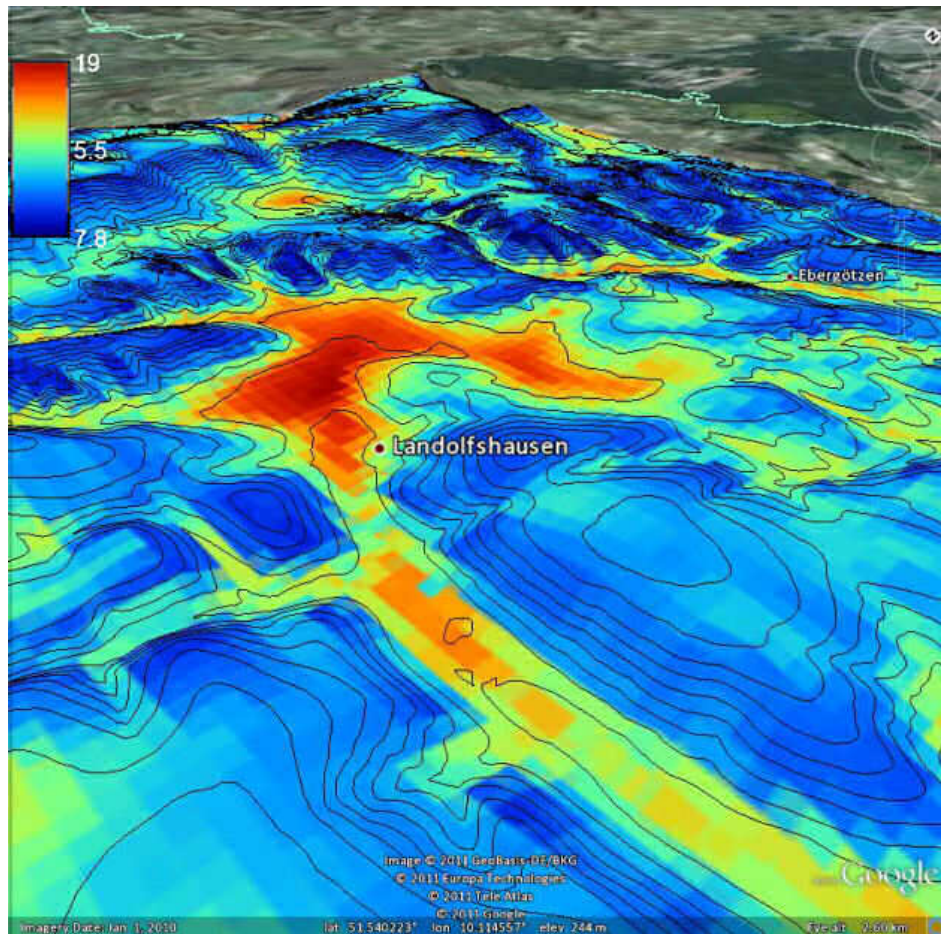 19
5.5
7.8
Ebergötzen
Landolfshausen
Image © 2011 GeoBasis-DE/BKG
© 2011 Europa Technologies
© 2011 Tele Atlas
© 2011 Google
Google
Imagery Date: Jan 1, 2010 lat 51.540223° lon 10.114557° elev 244 m Eye alt 2.60 km